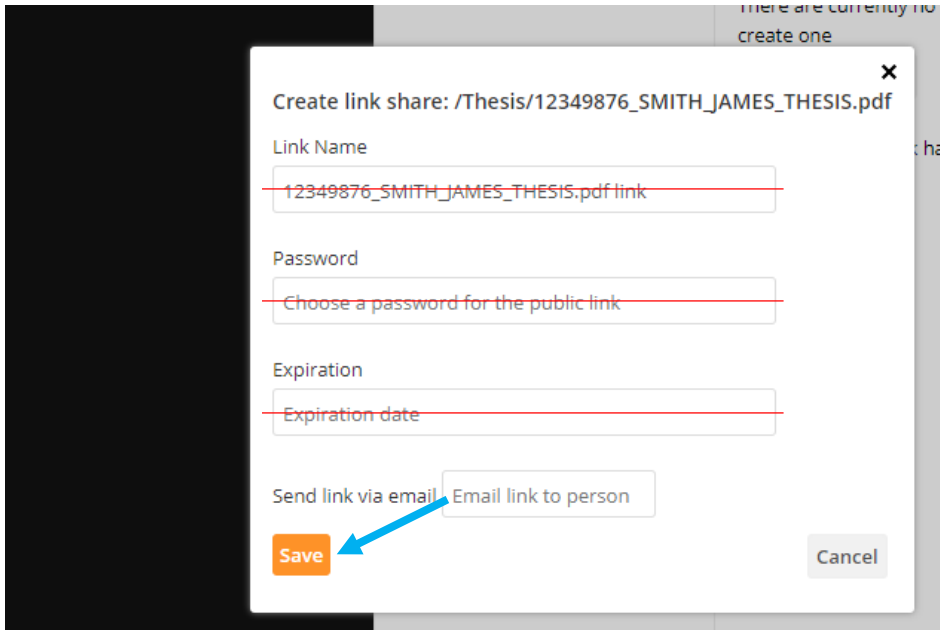 There are currently no
create one
Create link share: /Thesis/12349876_SMITH_JAMES_THESIS.pdf
Link Name
12349876_SMITH_JAMES_THESIS.pdf link
Password
Choose a password for the public link
Expiration
Expiration date
Send link via email Email link to person
Save Cancel